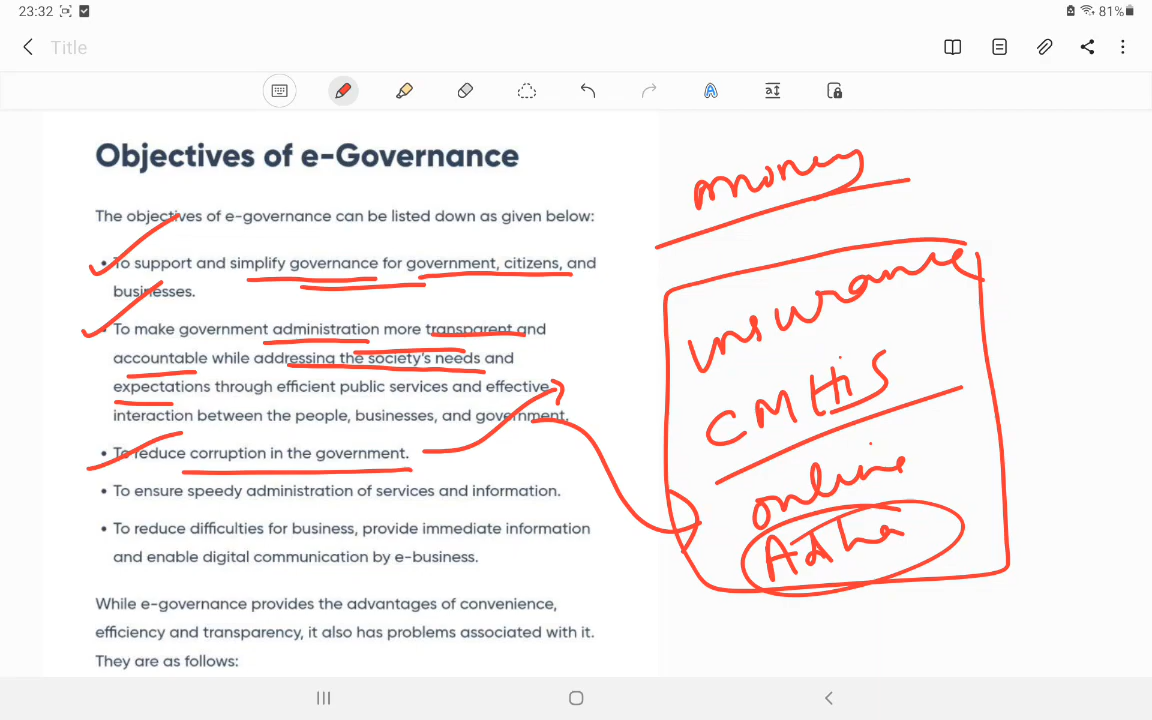 23:32
81%
Title
Objectives of e-Governance
The objectives of e-governance can be listed down as given below:
• To support and simplify governance for government, citizens, and
businesses.
• To make government administration more transparent and
accountable while addressing the society's needs and
expectations through efficient public services and effective
interaction between the people, businesses, and government.
• To reduce corruption in the government.
• To ensure speedy administration of services and information.
• To reduce difficulties for business, provide immediate information
and enable digital communication by e-business.
While e-governance provides the advantages of convenience,
efficiency and transparency, it also has problems associated with it.
They are as follows:
money
insurance
CMHiS
online
Adha